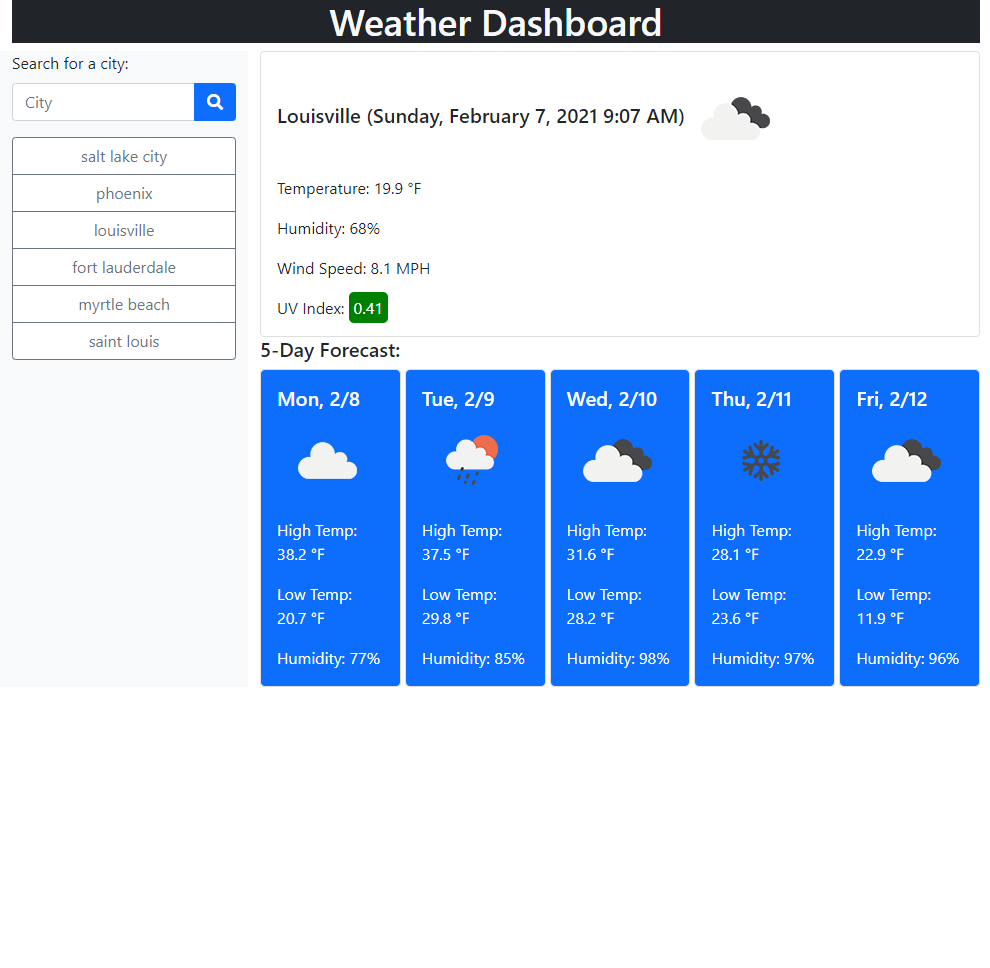 Weather Dashboard
Search for a city:
City
salt lake city
phoenix
louisville
fort lauderdale
myrtle beach
saint louis
Louisville (Sunday, February 7, 2021 9:07 AM)
Temperature: 19.9 °F
Humidity: 68%
Wind Speed: 8.1 MPH
UV Index: 0.41
5-Day Forecast:
Mon, 2/8
High Temp:
38.2 °F
Low Temp:
20.7 °F
Humidity: 77%
Tue, 2/9
High Temp:
37.5 °F
Low Temp:
29.8 °F
Humidity: 85%
Wed, 2/10
High Temp:
31.6 °F
Low Temp:
28.2 °F
Humidity: 98%
Thu, 2/11
High Temp:
28.1 °F
Low Temp:
23.6 °F
Humidity: 97%
Fri, 2/12
High Temp:
22.9 °F
Low Temp:
11.9 °F
Humidity: 96%